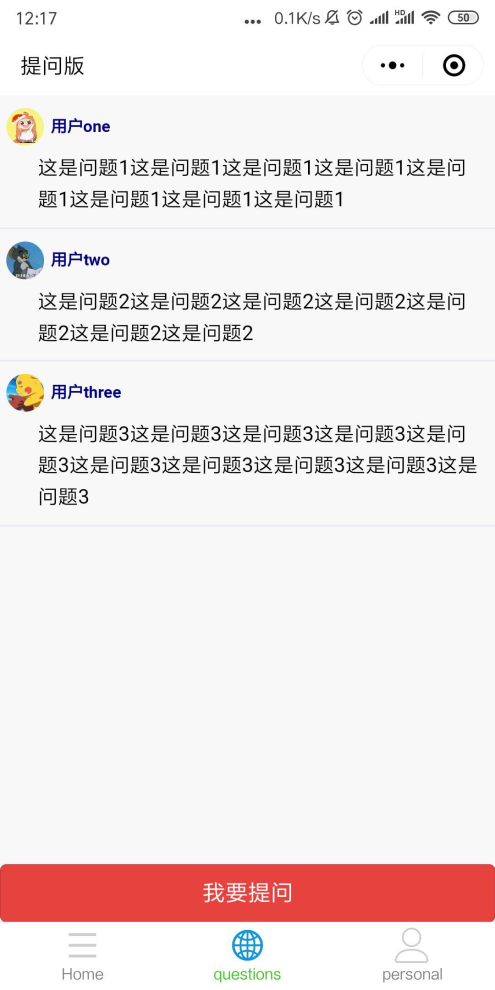 12:17
... 0.1K/s HD 50
提问版
用户one
这是问题1这是问题1这是问题1这是问题1这是问
题1这是问题1这是问题1这是问题1
用户two
这是问题2这是问题2这是问题2这是问题2这是问
题2这是问题2这是问题2
用户three
这是问题3这是问题3这是问题3这是问题3这是问
题3这是问题3这是问题3这是问题3这是问题3这是
问题3
我要提问
Home questions personal